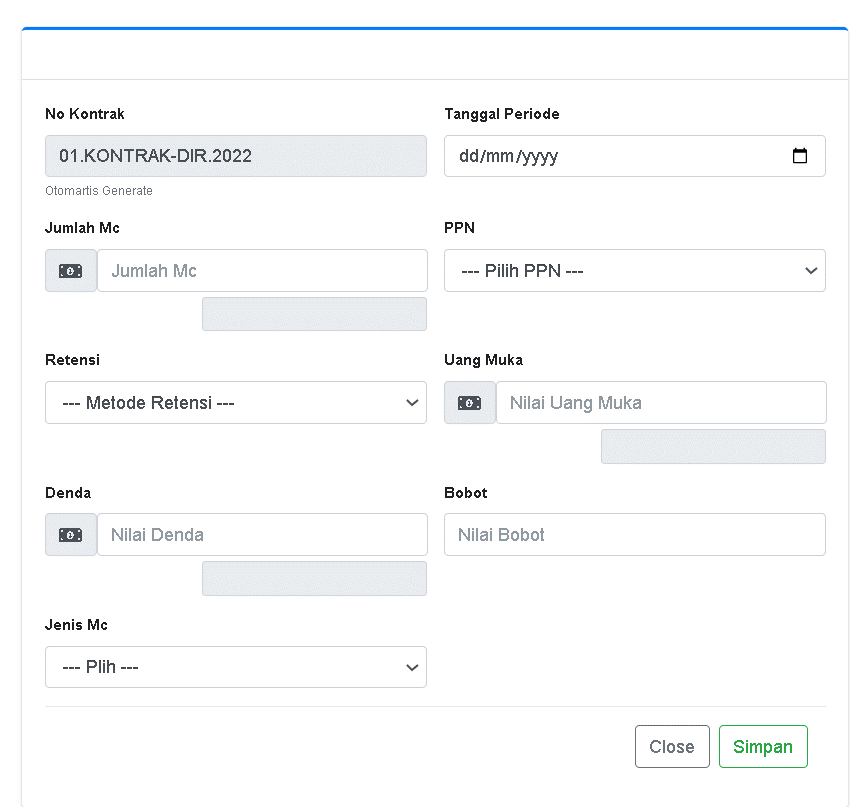 No Kontrak
Tanggal Periode
01.KONTRAK-DIR.2022
dd/mm/yyyy
Otomartis Generate
Jumlah Mc
PPN
Jumlah Mc
--- Pilih PPN ---
Retensi
Uang Muka
--- Metode Retensi ---
Nilai Uang Muka
Denda
Bobot
Nilai Denda
Nilai Bobot
Jenis Mc
--- Plih ---
Close
Simpan